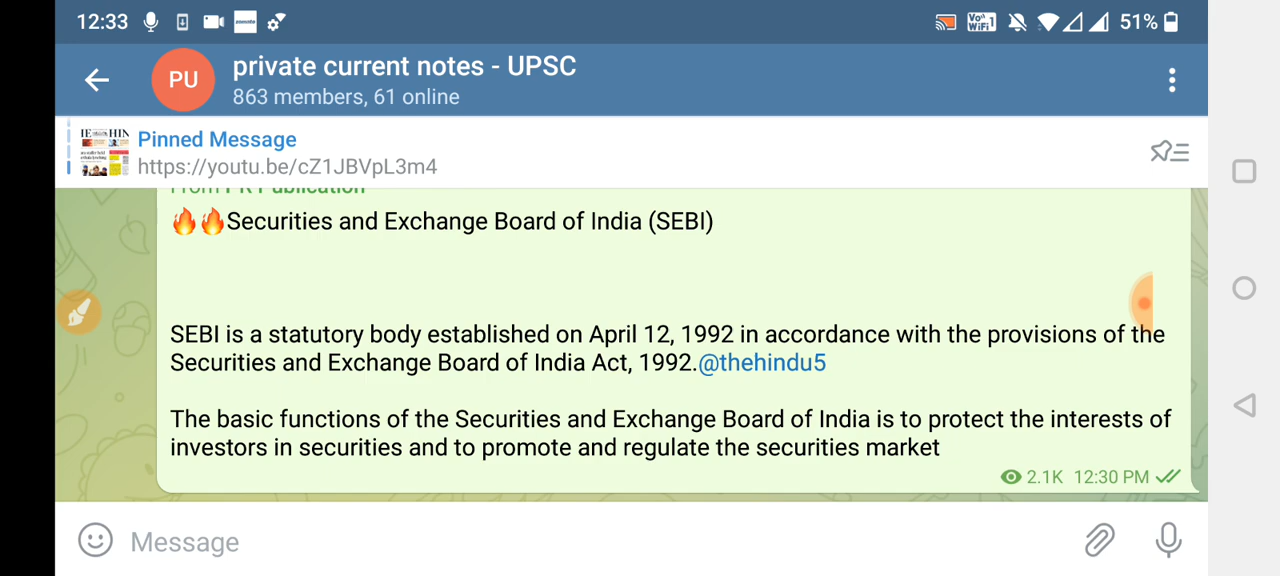 12:33
51%
PU
private current notes - UPSC
863 members, 61 online
Pinned Message
https://youtu.be/cZ1JBVpL3m4
🔥🔥Securities and Exchange Board of India (SEBI)
SEBI is a statutory body established on April 12, 1992 in accordance with the provisions of the
Securities and Exchange Board of India Act, 1992.@thehindu5
The basic functions of the Securities and Exchange Board of India is to protect the interests of
investors in securities and to promote and regulate the securities market
2.1K 12:30 PM
Message